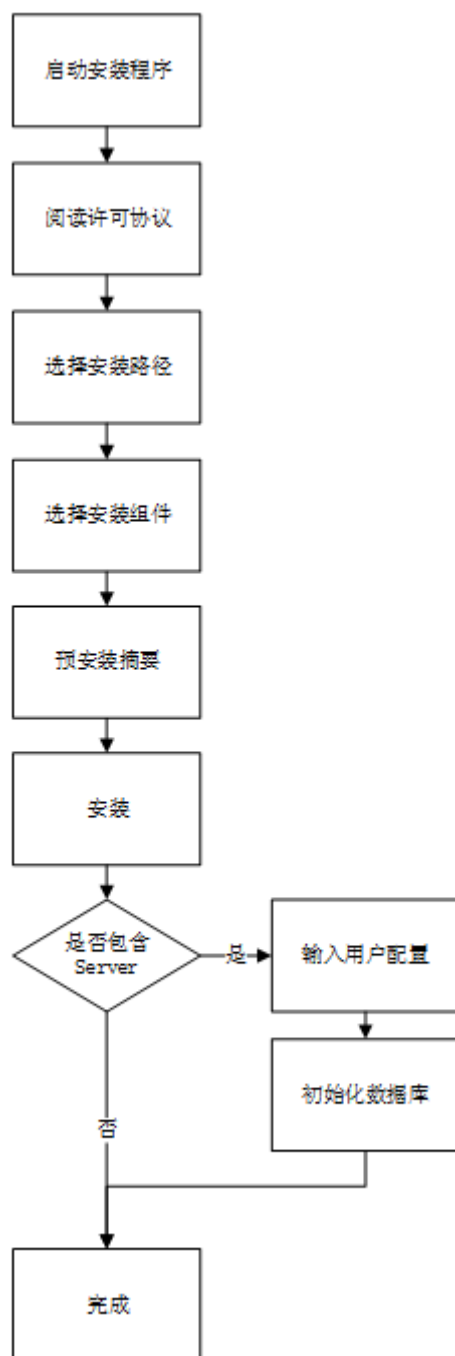 启动安装程序
阅读许可协议
选择安装路径
选择安装组件
预安装摘要
安装
是否包含
Server
是
输入用户配置
初始化数据库
否
完成